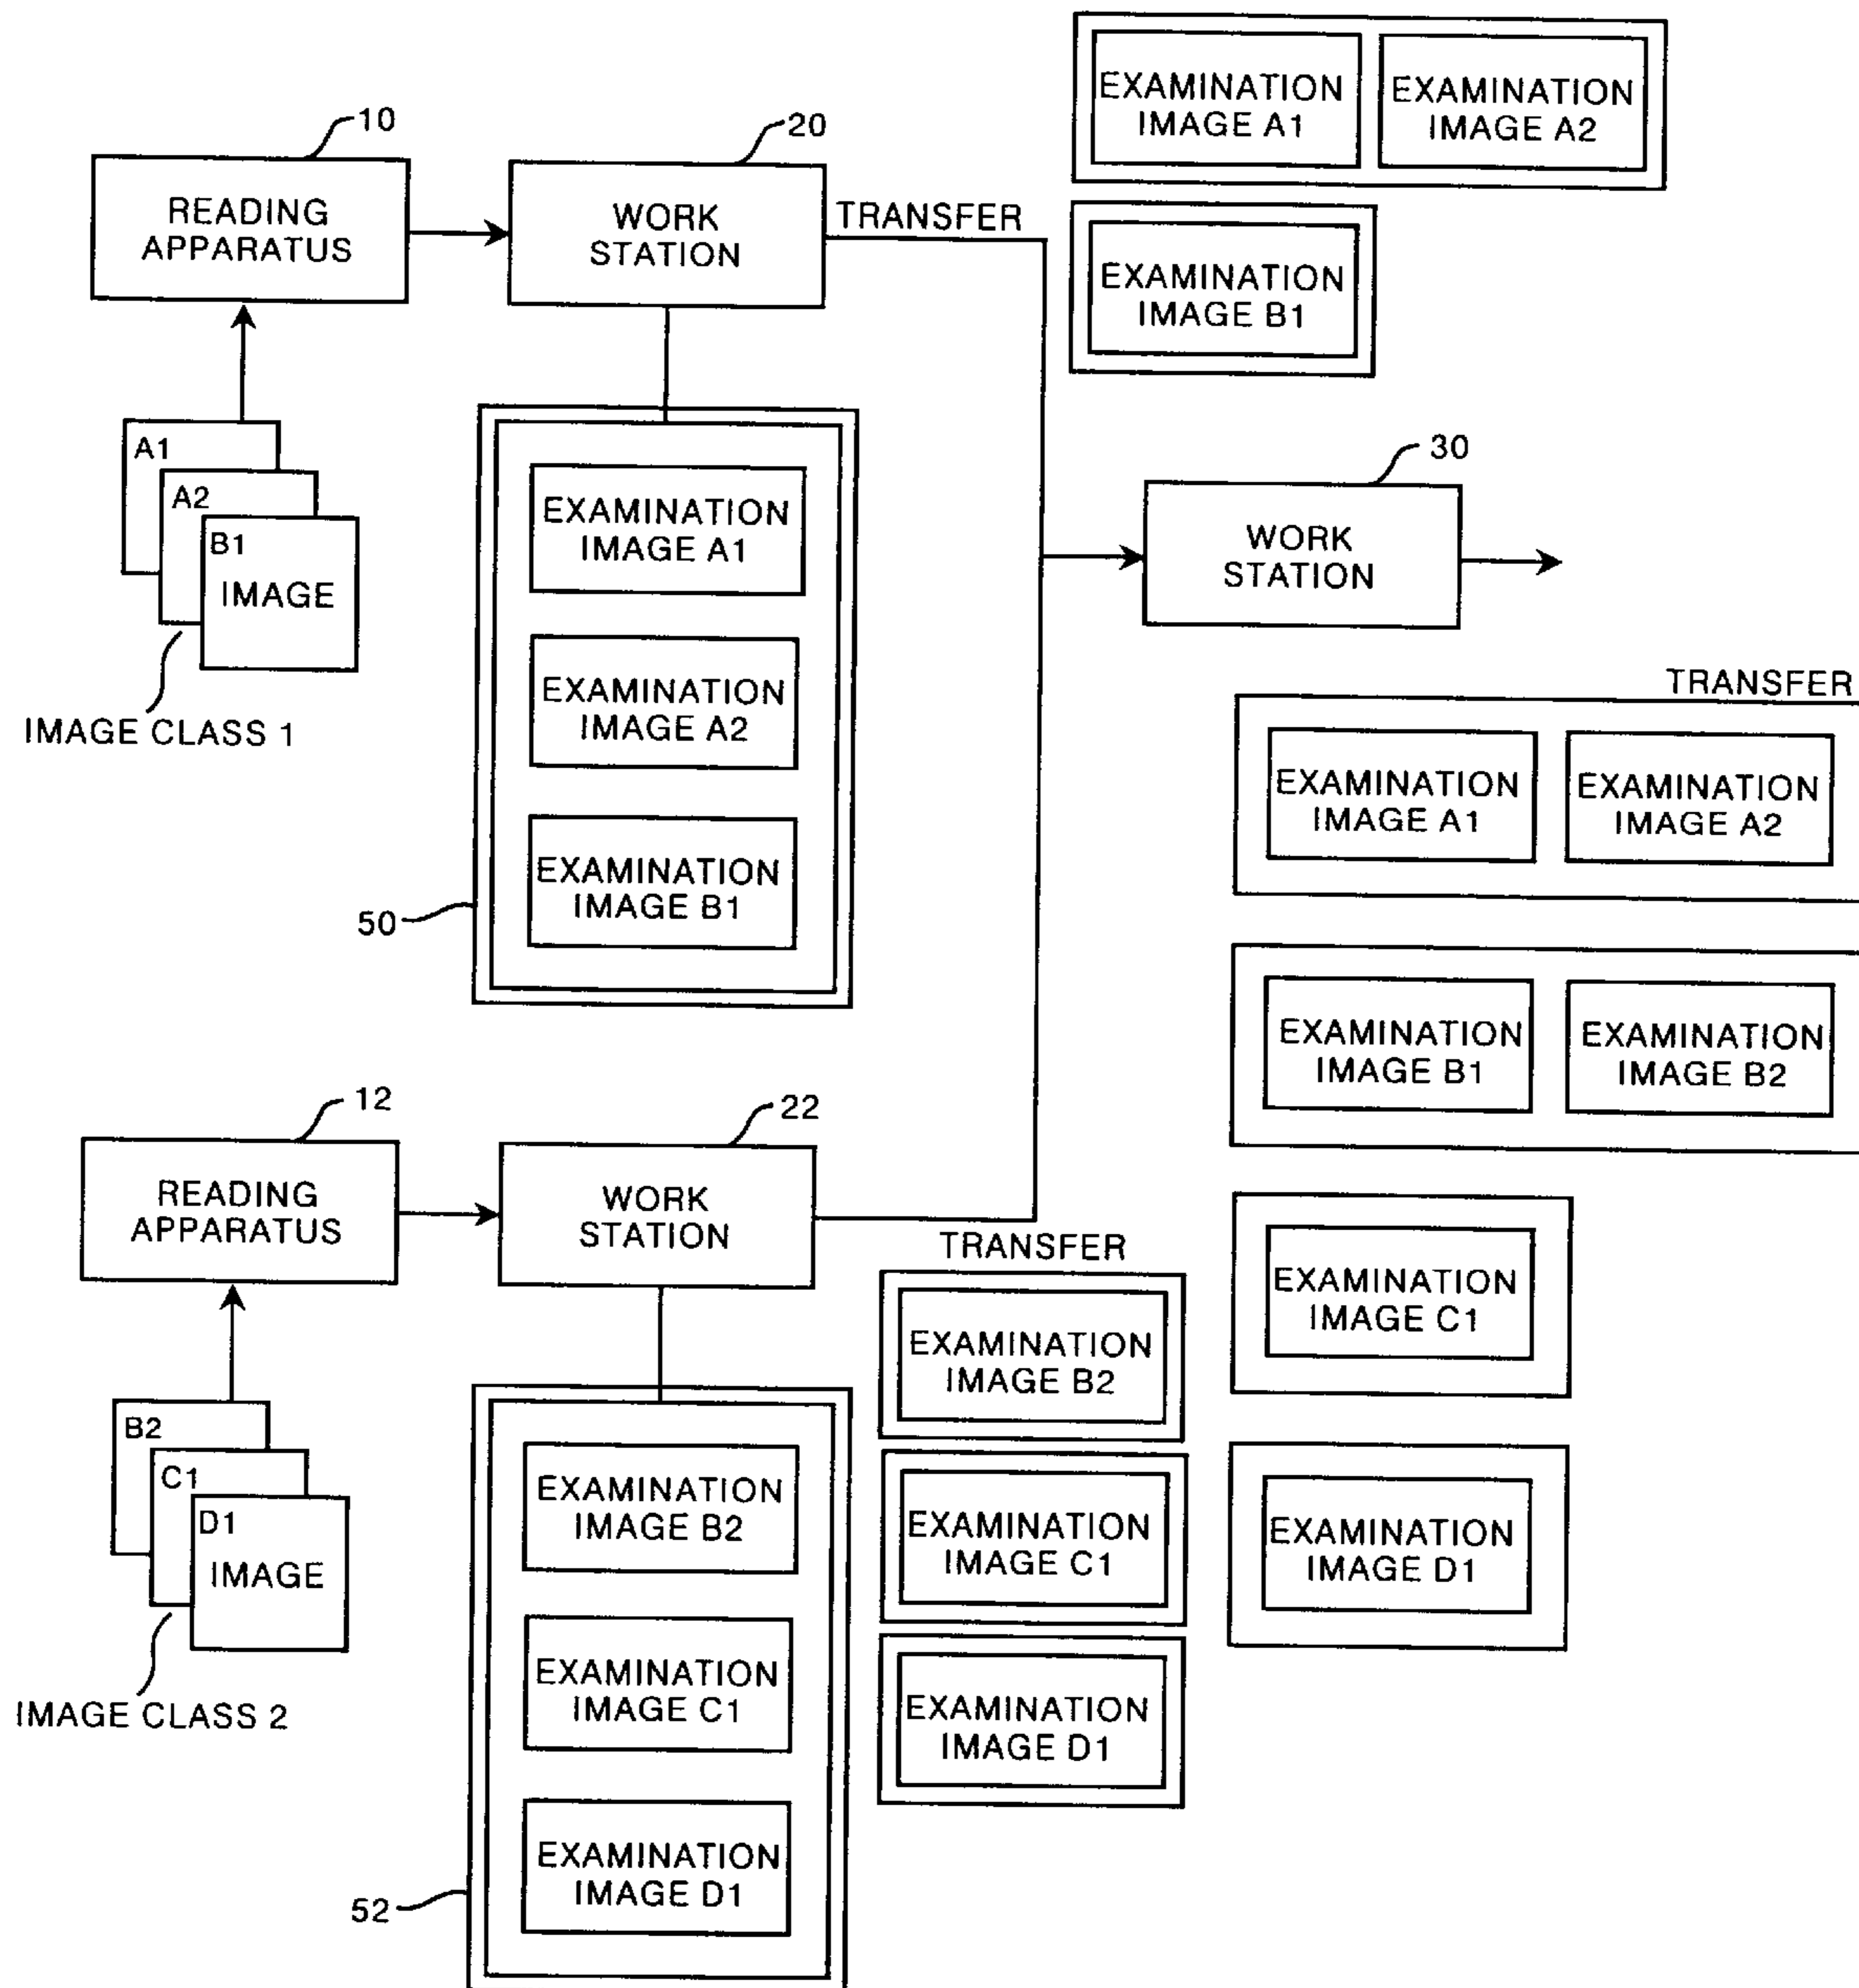 EXAMINATION
IMAGE A1
EXAMINATION
IMAGE A2
10
READING
APPARATUS
20
WORK
STATION
TRANSFER
EXAMINATION
IMAGE B1
A1
A2
B1
IMAGE
IMAGE CLASS 1
EXAMINATION
IMAGE A1
EXAMINATION
IMAGE A2
EXAMINATION
IMAGE B1
50
30
WORK
STATION
TRANSFER
EXAMINATION
IMAGE A1
EXAMINATION
IMAGE A2
EXAMINATION
IMAGE B1
EXAMINATION
IMAGE B2
EXAMINATION
IMAGE C1
EXAMINATION
IMAGE D1
12
READING
APPARATUS
22
WORK
STATION
TRANSFER
EXAMINATION
IMAGE B2
EXAMINATION
IMAGE C1
EXAMINATION
IMAGE D1
B2
C1
D1
IMAGE
IMAGE CLASS 2
EXAMINATION
IMAGE B2
EXAMINATION
IMAGE C1
EXAMINATION
IMAGE D1
52